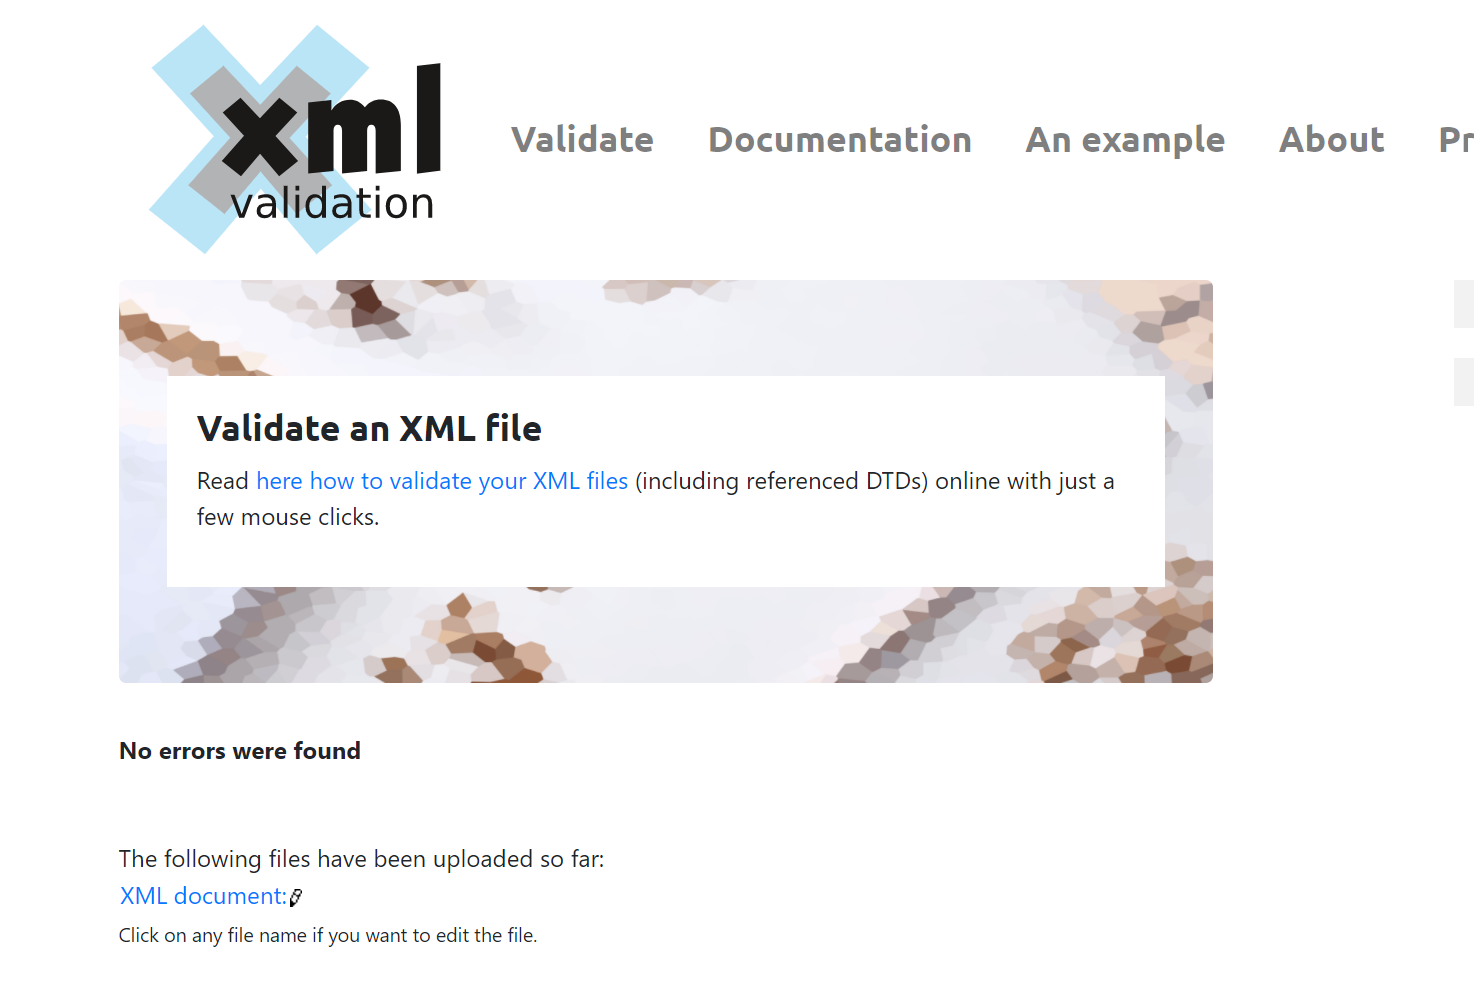 xml
validation
Validate Documentation An example About Pr
Validate an XML file
Read here how to validate your XML files (including referenced DTDs) online with just a
few mouse clicks.
No errors were found
The following files have been uploaded so far:
XML document:
Click on any file name if you want to edit the file.